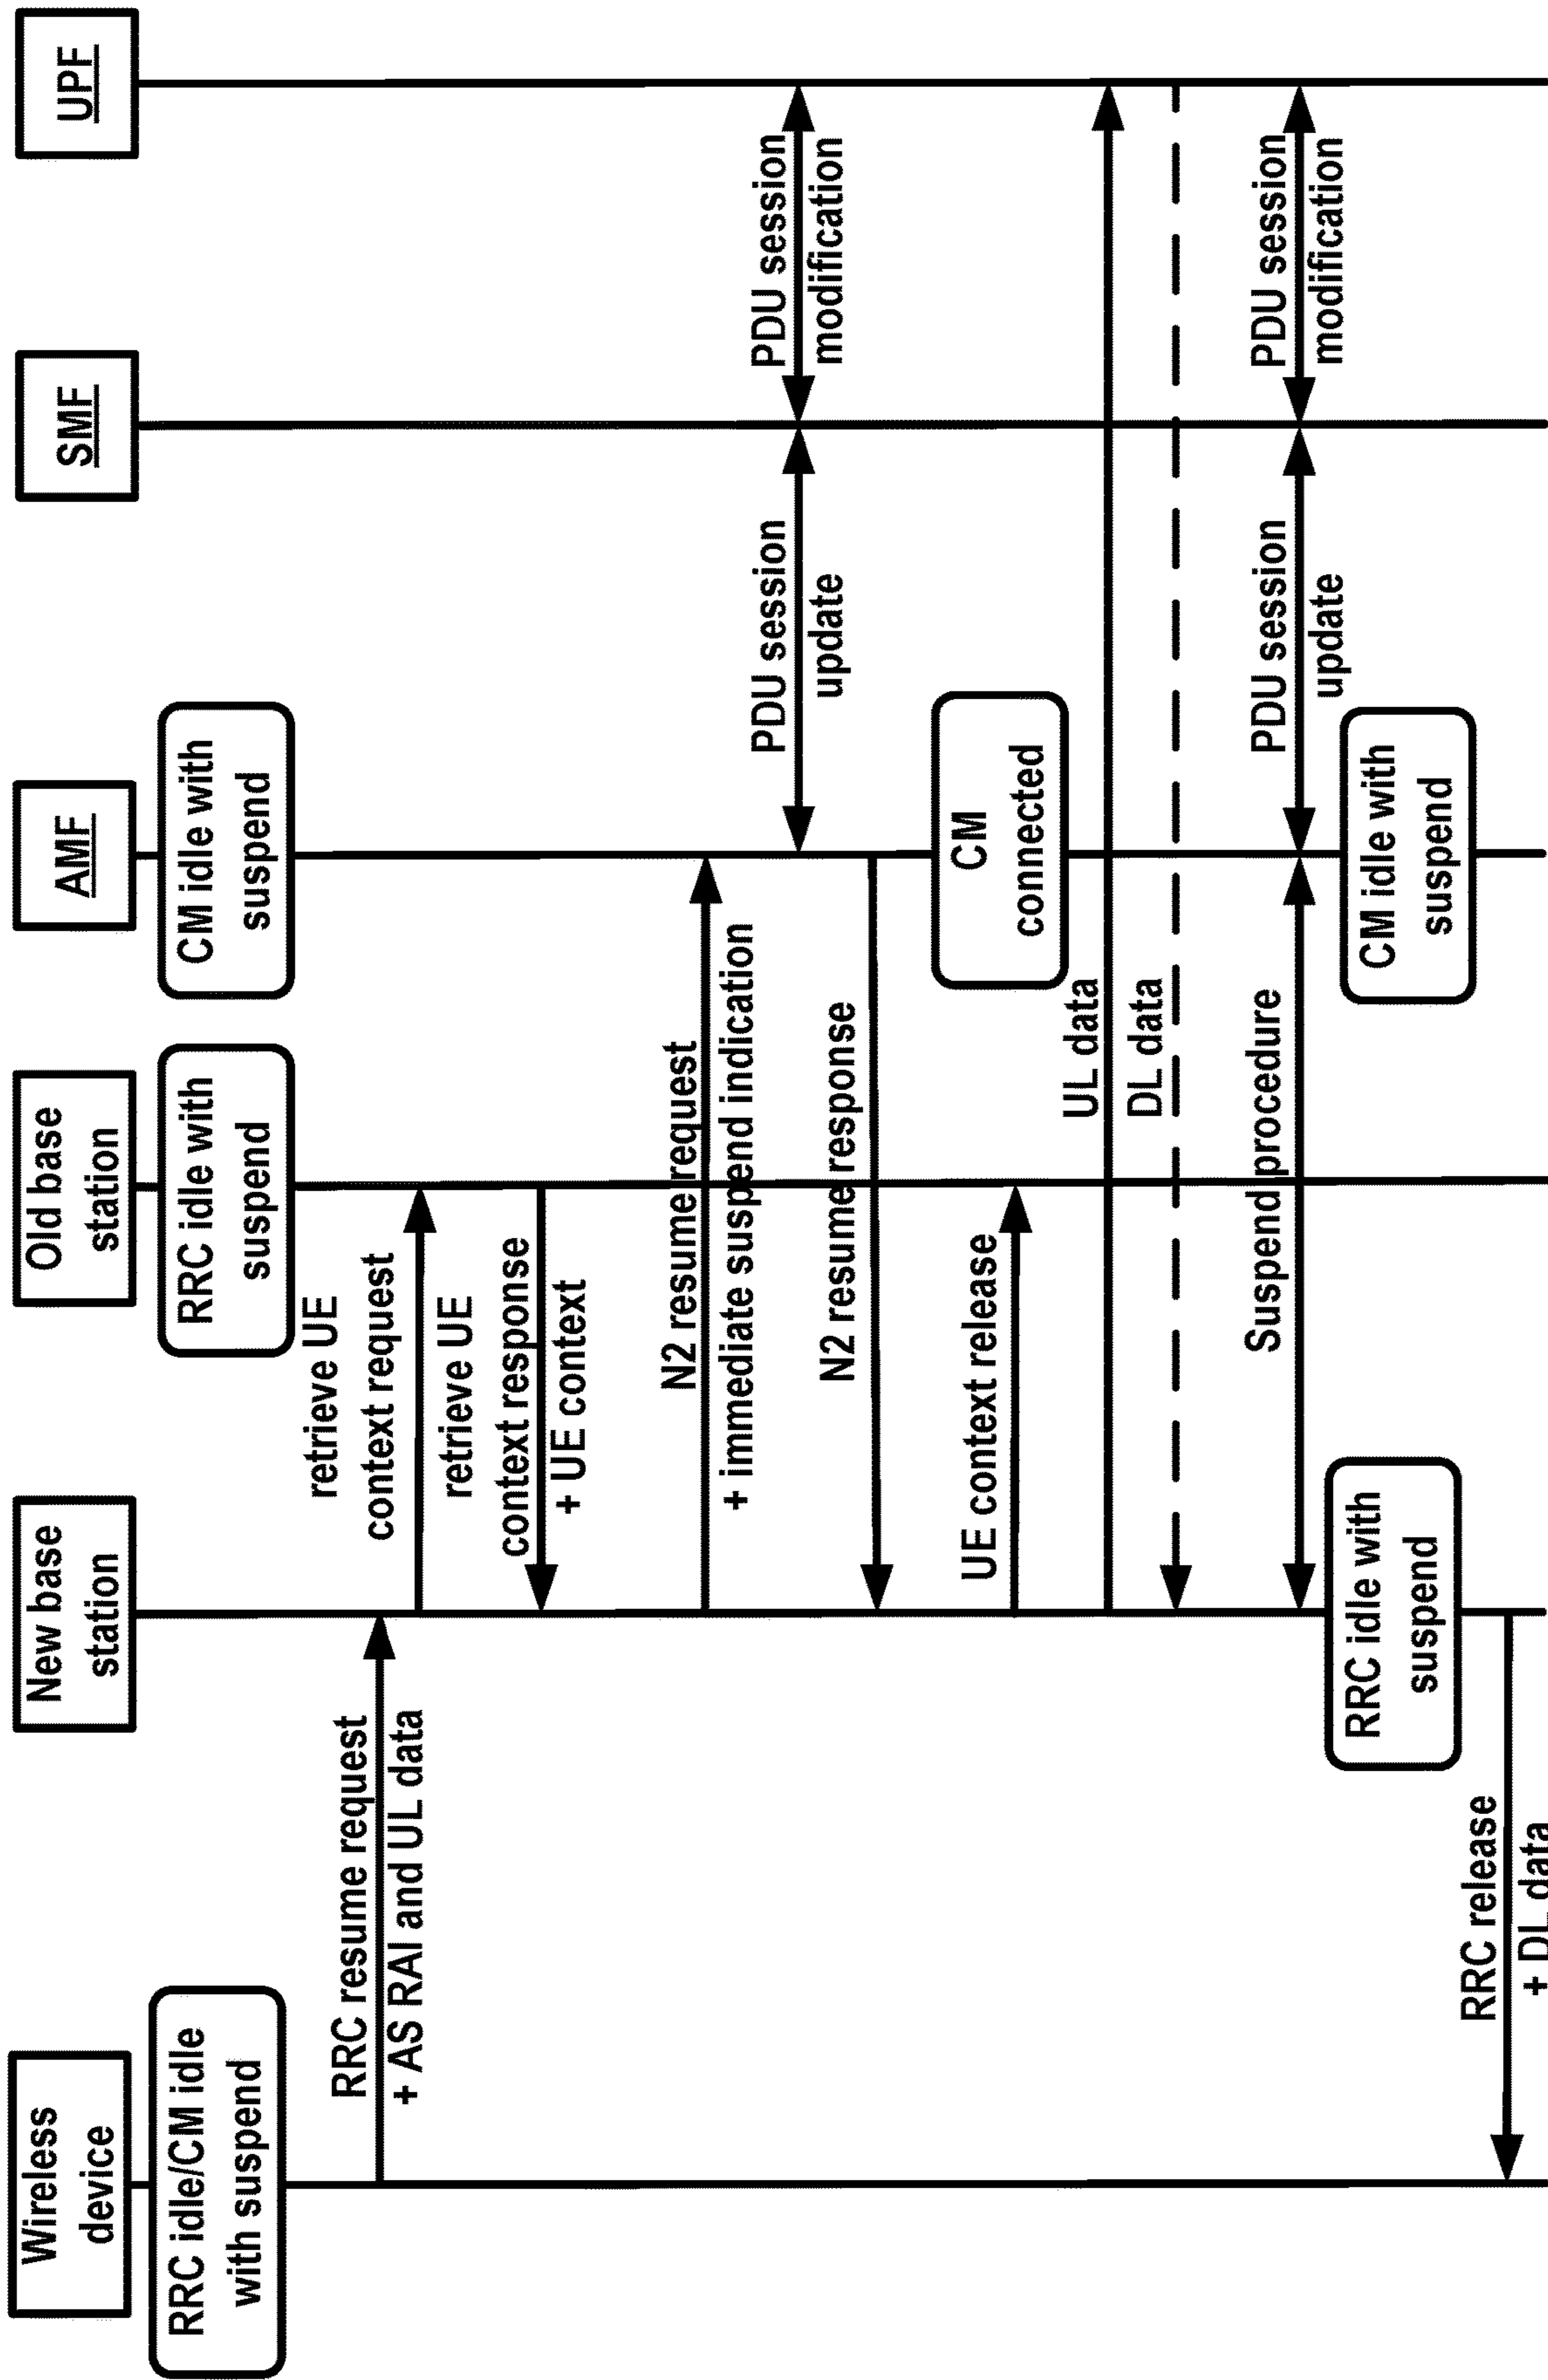 Wireless
device
New base
station
Old base
station
AMF
SMF
UPF
RRC idle/CM idle
with suspend
RRC idle with
suspend
CM idle with
suspend
RRC resume request
+ AS RAI and UL data
retrieve UE
context request
retrieve UE
context response
+ UE context
N2 resume request
+ immediate suspend indication
PDU session
update
PDU session
modification
N2 resume response
CM
connected
UE context release
UL data
DL data
Suspend procedure
PDU session
update
PDU session
modification
RRC idle with
suspend
CM idle with
suspend
RRC release
+ DL data